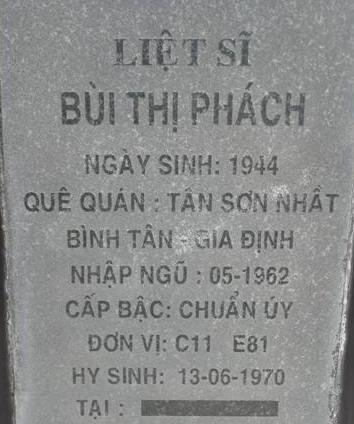 LIỆT SĨ
BÙI THỊ PHÁCH
NGÀY SINH: 1944
QUÊ QUÁN : TÂN SƠN NHẤT
BÌNH TÂN - GIA ĐỊNH
NHẬP NGŨ : 05-1962
CẤP BẬC: CHUẨN ÚY
ĐƠN VỊ: C11 E81
HY SINH: 13-06-1970
TẠI :